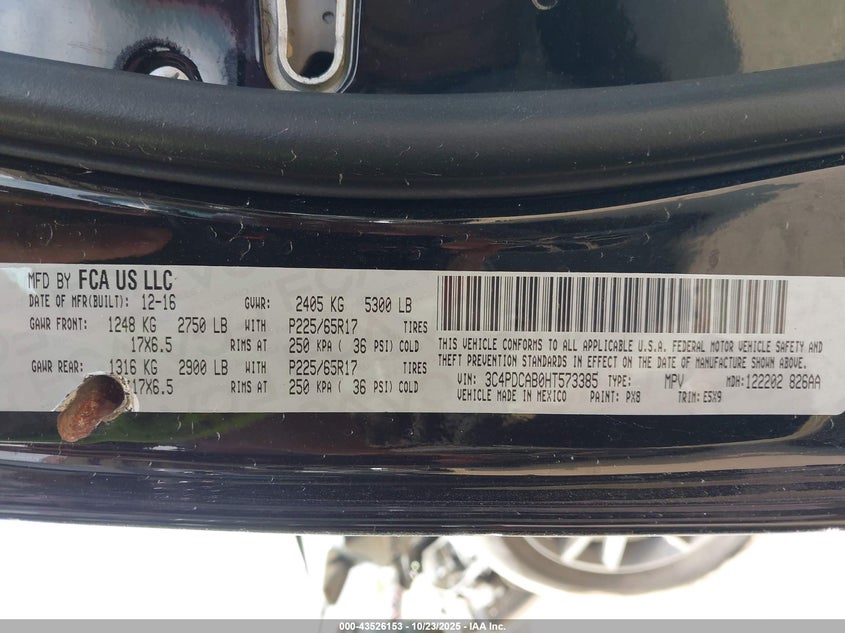 MFD BY FCA US LLC
DATE OF MFR(BUILT): 12-16 GVWR: 2405 KG 5300 LB
GAWR FRONT: 1248 KG 2750 LB WITH P225/65R17 TIRES
17X6.5 RIMS AT 250 KPA ( 36 PSI) COLD
GAWR REAR: 1316 KG 2900 LB WITH P225/65R17 TIRES
17X6.5 RIMS AT 250 KPA ( 36 PSI) COLD
THIS VEHICLE CONFORMS TO ALL APPLICABLE U.S.A. FEDERAL MOTOR VEHICLE SAFETY AND
THEFT PREVENTION STANDARDS IN EFFECT ON THE DATE OF MANUFACTURE SHOWN ABOVE.
VIN: 3C4PDCAB0HT573385 TYPE: MPV MDH: 122202 826AA
VEHICLE MADE IN MEXICO PAINT: PX8 TRIM: E5X9
000-43526153 | 10/23/2025 | IAA Inc.